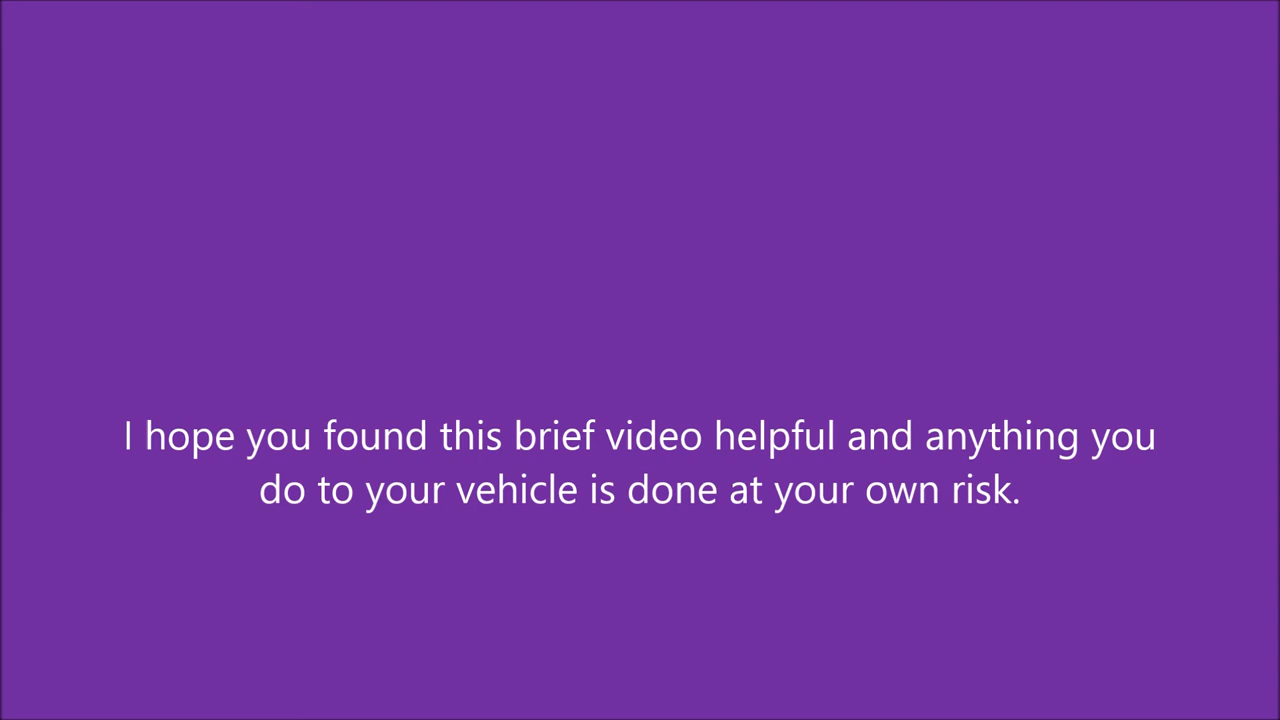 I hope you found this brief video helpful and anything you
do to your vehicle is done at your own risk.